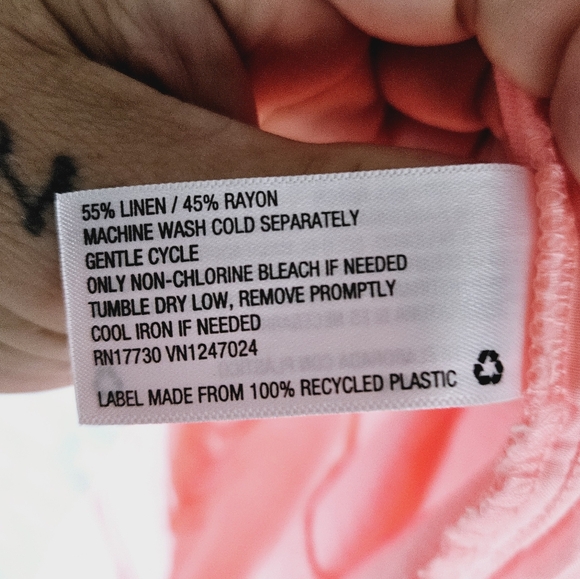 55% LINEN / 45% RAYON
MACHINE WASH COLD SEPARATELY
GENTLE CYCLE
ONLY NON-CHLORINE BLEACH IF NEEDED
TUMBLE DRY LOW, REMOVE PROMPTLY
COOL IRON IF NEEDED
RN17730 VN1247024
LABEL MADE FROM 100% RECYCLED PLASTIC